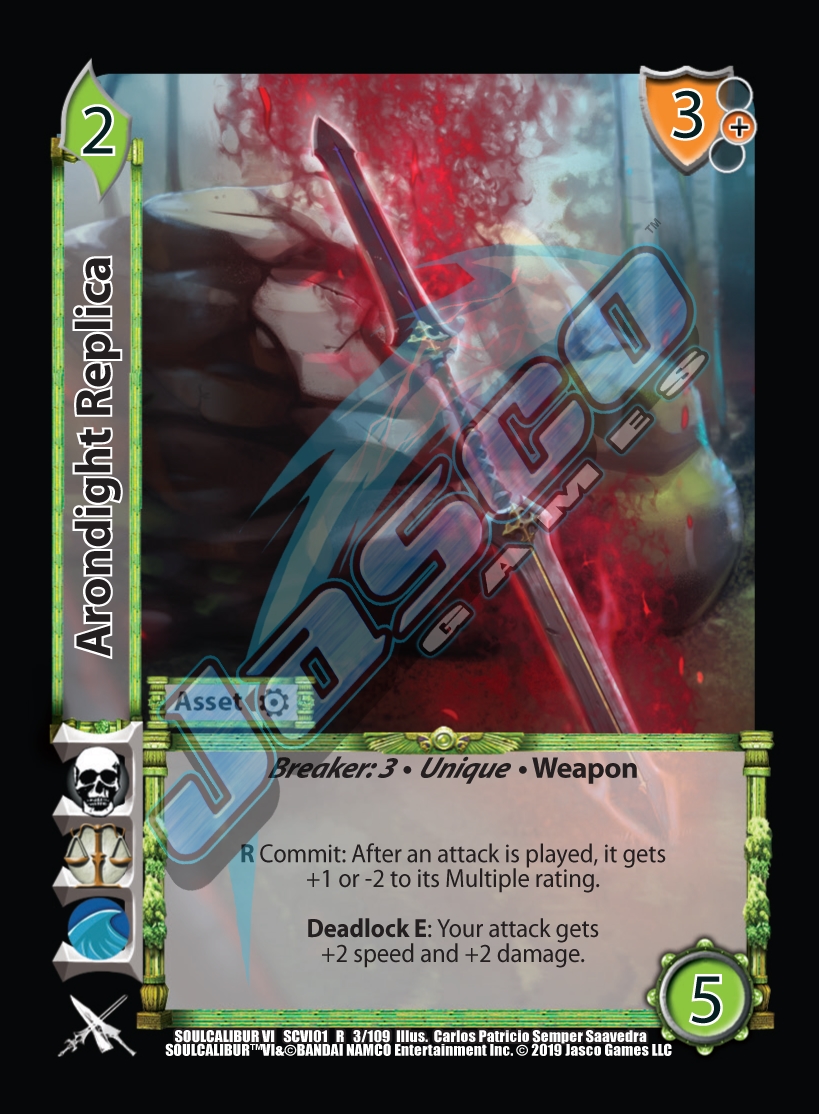 2
3
+
Arondight Replica
TM
Jasco
GAMES
Asset
Breaker: 3 • Unique • Weapon
R Commit: After an attack is played, it gets
+1 or -2 to its Multiple rating.
Deadlock E: Your attack gets
+2 speed and +2 damage.
5
SOULCALIBUR VI SCVI01 R 3/109 Illus. Carlos Patricio Semper Saavedra
SOULCALIBUR™VI&©BANDAI NAMCO Entertainment Inc. © 2019 Jasco Games LLC